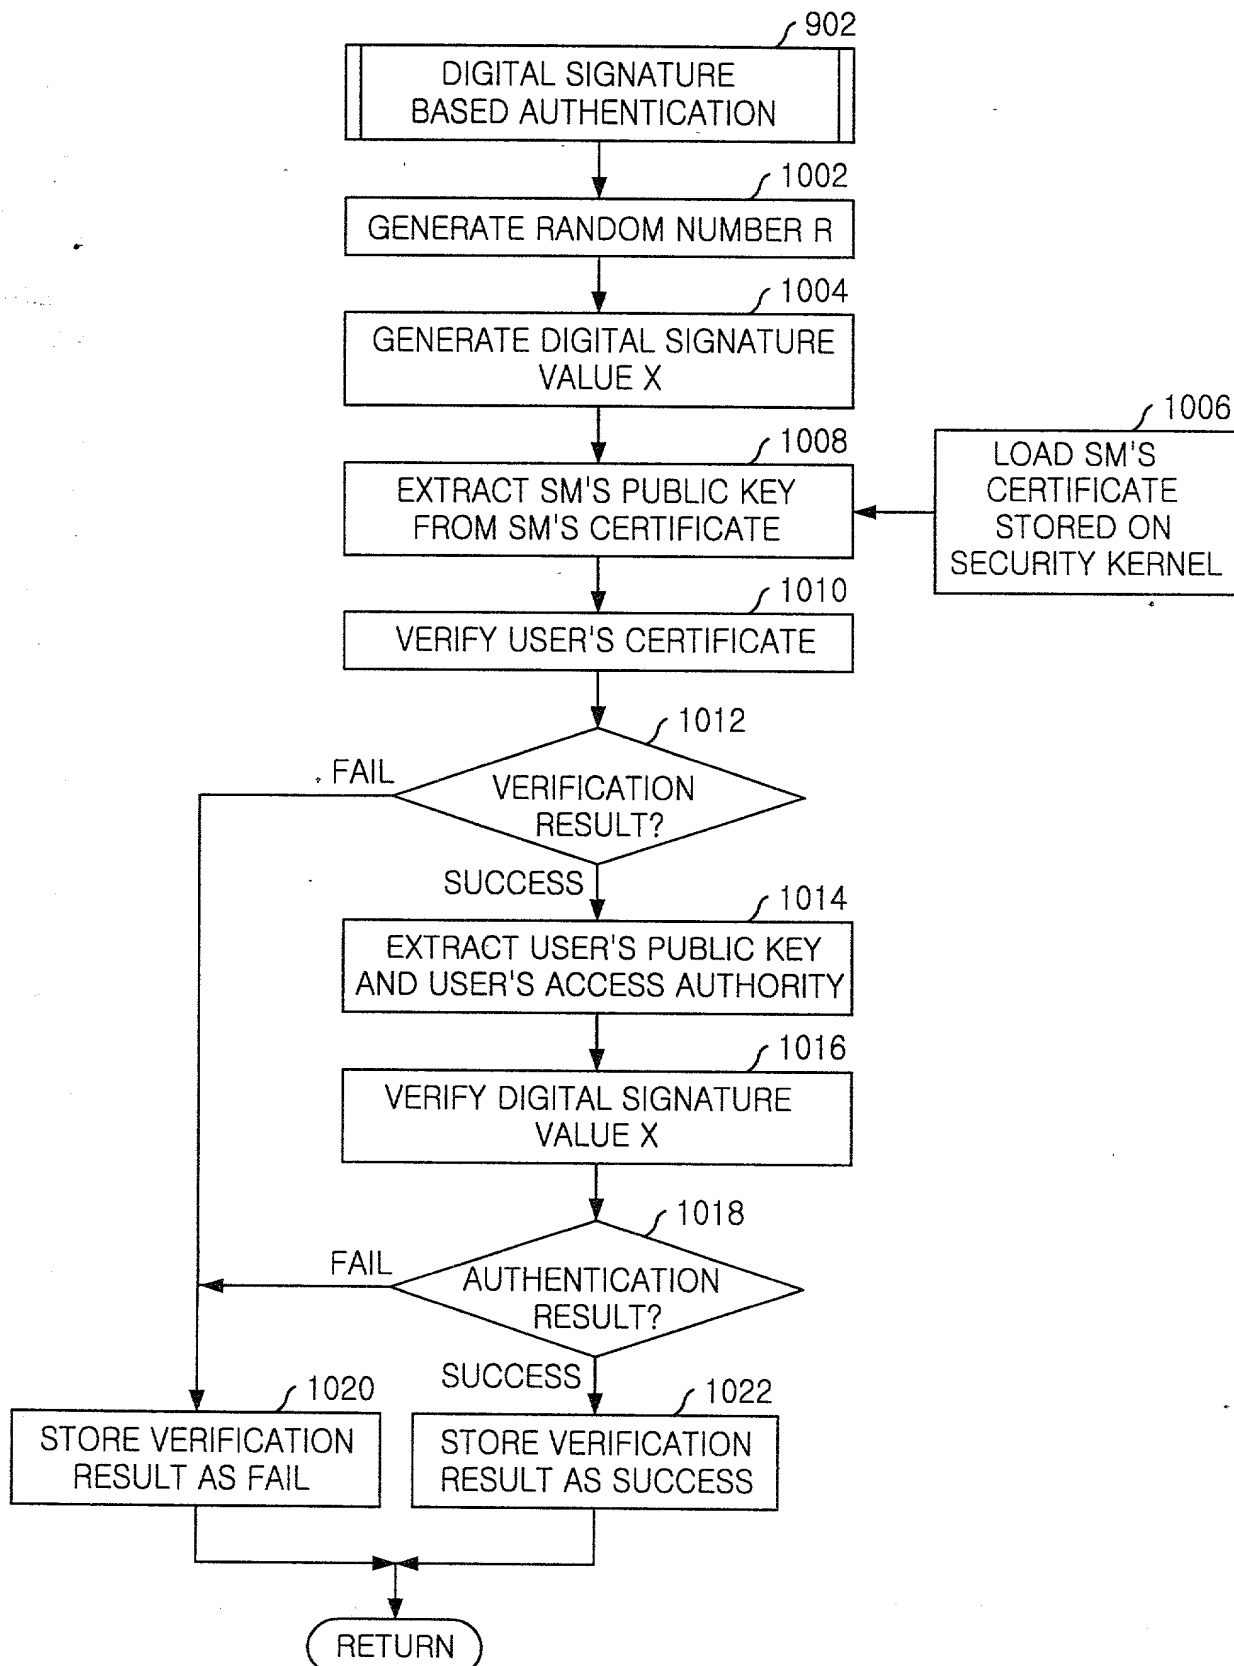 902
DIGITAL SIGNATURE
BASED AUTHENTICATION
1002
GENERATE RANDOM NUMBER R
1004
GENERATE DIGITAL SIGNATURE
VALUE X
1006
LOAD SM'S
CERTIFICATE
STORED ON
SECURITY KERNEL
1008
EXTRACT SM'S PUBLIC KEY
FROM SM'S CERTIFICATE
1010
VERIFY USER'S CERTIFICATE
1012
FAIL
VERIFICATION
RESULT?
SUCCESS
1014
EXTRACT USER'S PUBLIC KEY
AND USER'S ACCESS AUTHORITY
1016
VERIFY DIGITAL SIGNATURE
VALUE X
1018
FAIL
AUTHENTICATION
RESULT?
SUCCESS
1020
STORE VERIFICATION
RESULT AS FAIL
1022
STORE VERIFICATION
RESULT AS SUCCESS
RETURN